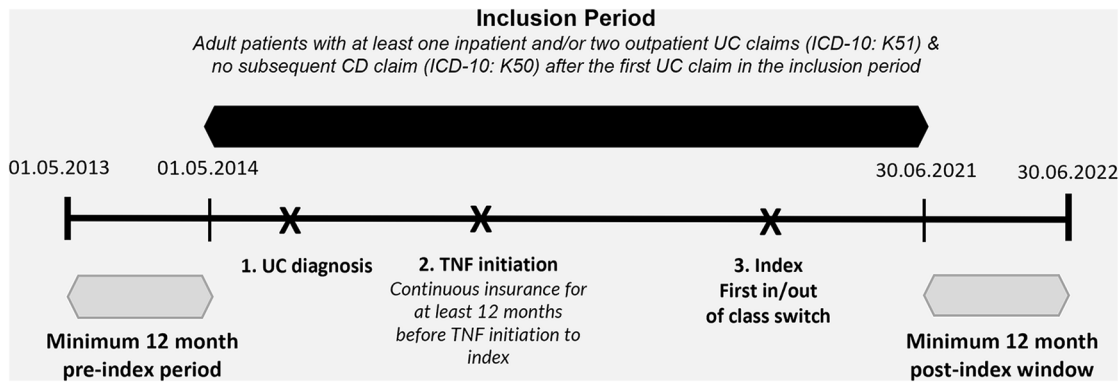 Inclusion Period
Adult patients with at least one inpatient and/or two outpatient UC claims (ICD-10: K51) &
no subsequent CD claim (ICD-10: K50) after the first UC claim in the inclusion period
01.05.2013
01.05.2014
30.06.2021
30.06.2022
1. UC diagnosis
2. TNF initiation
Continuous insurance for
at least 12 months
before TNF initiation to
index
3. Index
First in/out
of class switch
Minimum 12 month
pre-index period
Minimum 12 month
post-index window